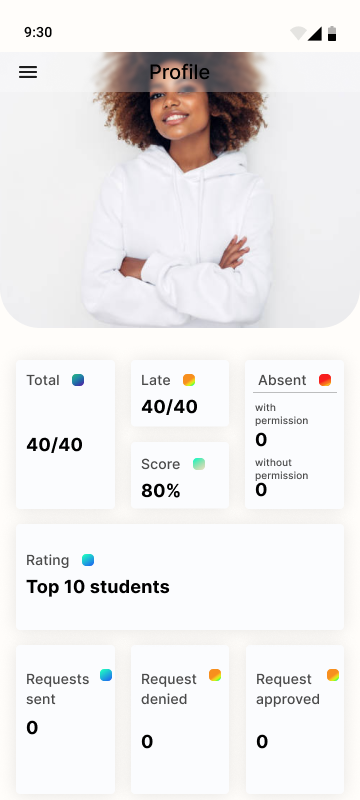 9:30
Profile
Total
40/40
Late
40/40
Score
80%
Absent
with
permission
0
without
permission
0
Rating
Top 10 students
Requests
sent
0
Request
denied
0
Request
approved
0